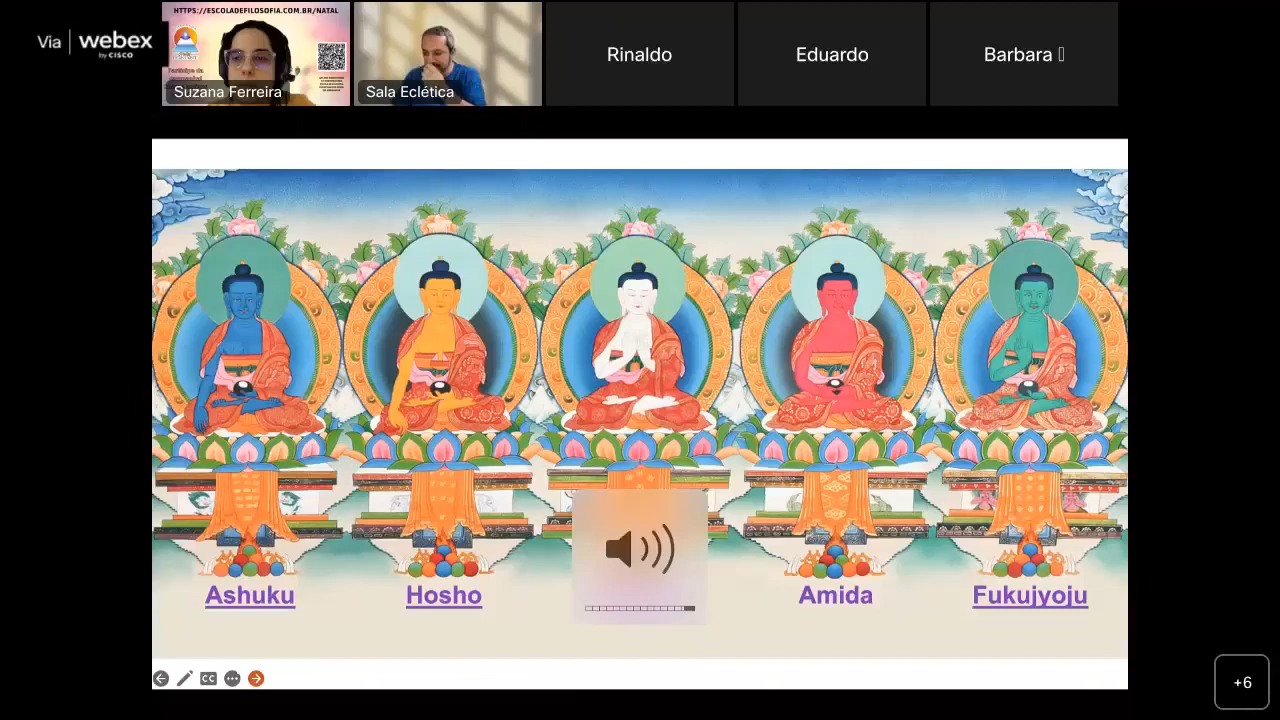 Via webex
by CISCO
HTTPS://ESCOLADEFILOSOFIA.COM.BR/NATAL
Suzana Ferreira
Sala Eclética
Rinaldo
Eduardo
Barbara
Ashuku
Hosho
Amida
Fukujyoju
CC
+6